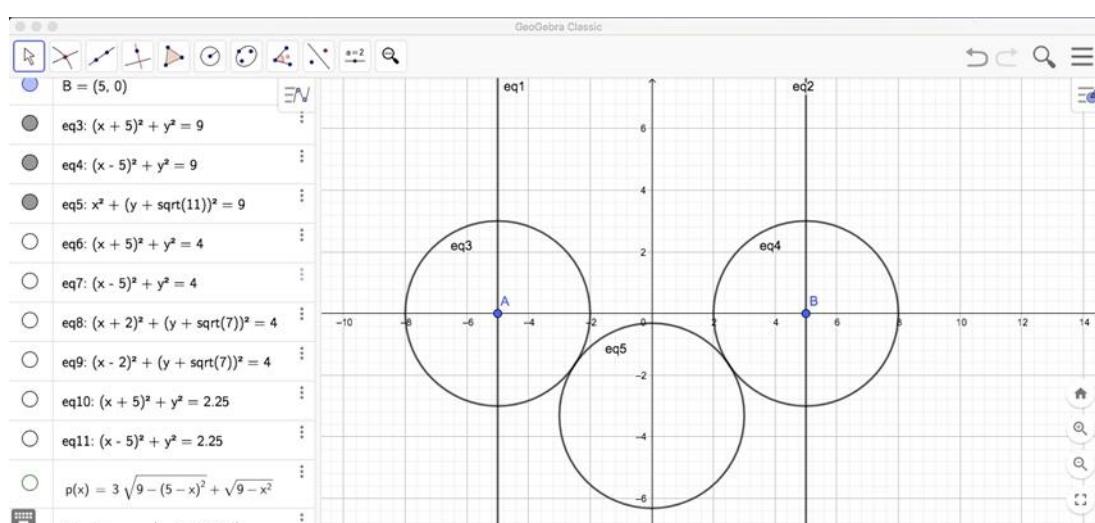 GeoGebra Classic
a=2
B = (5, 0)
eq3: (x + 5)² + y² = 9
eq4: (x - 5)² + y² = 9
eq5: x² + (y + sqrt(11))² = 9
eq6: (x + 5)² + y² = 4
eq7: (x - 5)² + y² = 4
eq8: (x + 2)² + (y + sqrt(7))² = 4
eq9: (x - 2)² + (y + sqrt(7))² = 4
eq10: (x + 5)² + y² = 2.25
eq11: (x - 5)² + y² = 2.25
p(x) = 3 √(9 − (5 − x)²) + √(9 − x²)
eq1 eq2
6
4
eq3 2 eq4
A B
−10 −8 −6 −4 −2 0 2 4 6 8 10 12 14
eq5
−2
−4
−6